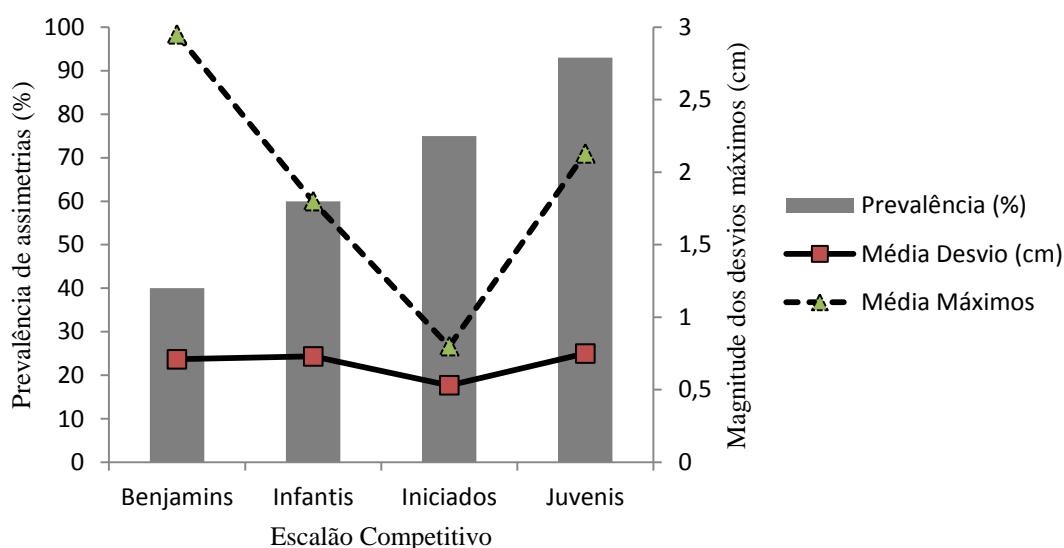 Prevalência de assimetrias (%)
100
90
80
70
60
50
40
30
20
10
0
Benjamins
Infantis
Iniciados
Juvenis
Escalão Competitivo
3
2,5
2
1,5
1
0,5
0
Magnitude dos desvios máximos (cm)
Prevalência (%)
Média Desvio (cm)
Média Máximos